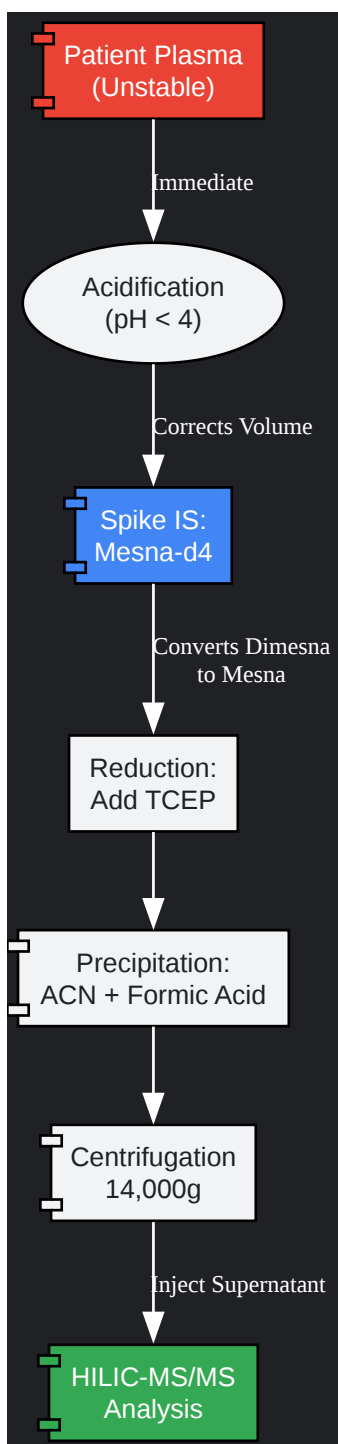 Patient Plasma
(Unstable)
Immediate
Acidification
(pH < 4)
Corrects Volume
Spike IS:
Mesna-d4
Converts Dimesna
to Mesna
Reduction:
Add TCEP
Precipitation:
ACN + Formic Acid
Centrifugation
14,000g
Inject Supernatant
HILIC-MS/MS
Analysis